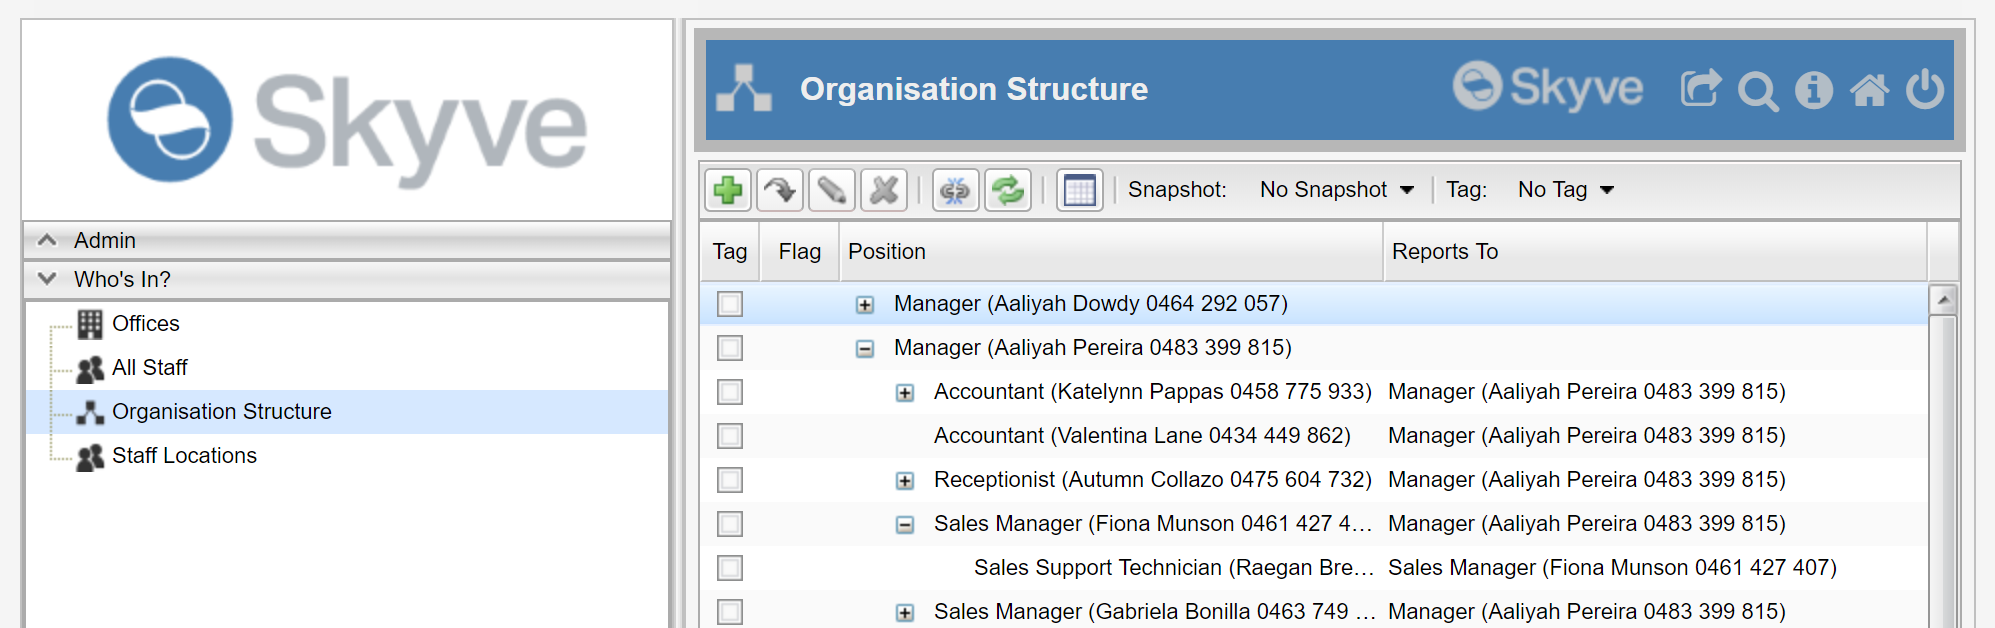 Skyve
Admin
Who's In?
Offices
All Staff
Organisation Structure
Staff Locations
Organisation Structure Skyve
Snapshot: No Snapshot Tag: No Tag
Tag Flag Position Reports To
Manager (Aaliyah Dowdy 0464 292 057)
Manager (Aaliyah Pereira 0483 399 815)
Accountant (Katelynn Pappas 0458 775 933) Manager (Aaliyah Pereira 0483 399 815)
Accountant (Valentina Lane 0434 449 862) Manager (Aaliyah Pereira 0483 399 815)
Receptionist (Autumn Collazo 0475 604 732) Manager (Aaliyah Pereira 0483 399 815)
Sales Manager (Fiona Munson 0461 427 4... Manager (Aaliyah Pereira 0483 399 815)
Sales Support Technician (Raegan Bre... Sales Manager (Fiona Munson 0461 427 407)
Sales Manager (Gabriela Bonilla 0463 749 ... Manager (Aaliyah Pereira 0483 399 815)